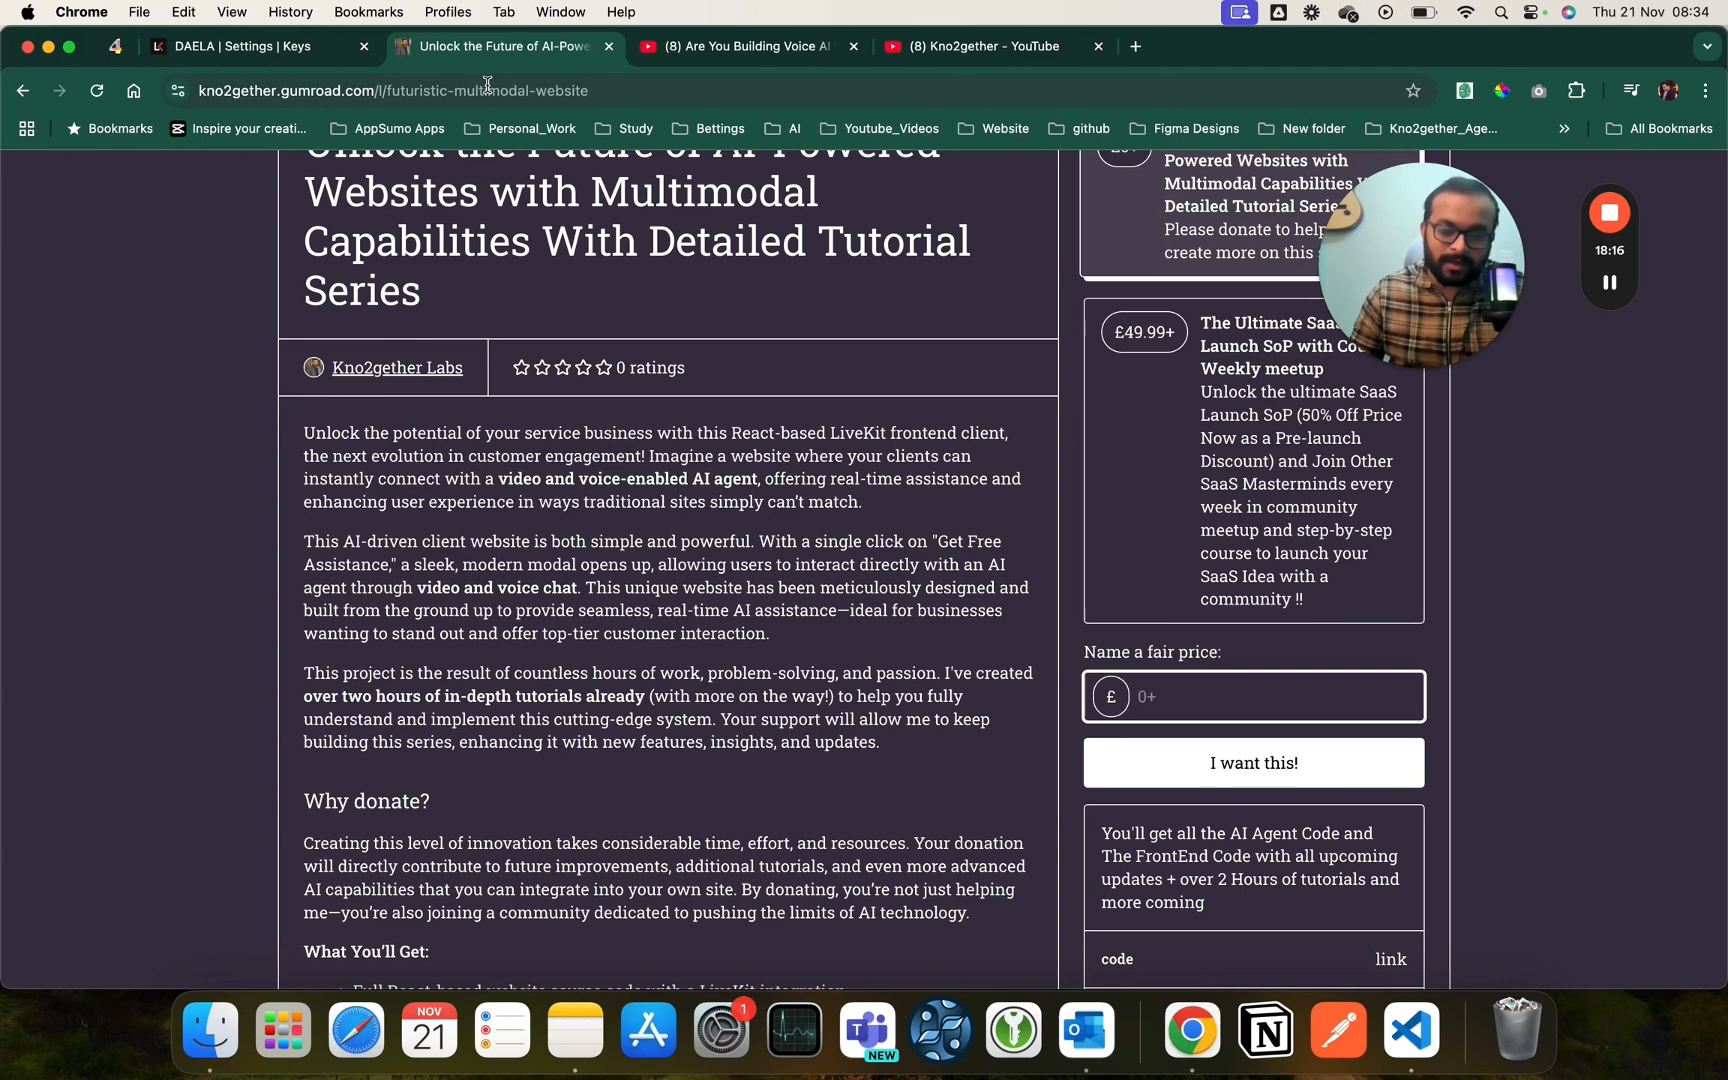 Chrome File Edit View History Bookmarks Profiles Tab Window Help Thu 21 Nov 08:34
DAELA | Settings | Keys Unlock the Future of AI-Powe (8) Are You Building Voice AI (8) Kno2gether - YouTube
kno2gether.gumroad.com/l/futuristic-multimodal-website
Bookmarks Inspire your creati... AppSumo Apps Personal_Work Study Bettings AI Youtube_Videos Website github Figma Designs New folder Kno2gether_Age... All Bookmarks
Unlock the Future of AI-Powered
Websites with Multimodal
Capabilities With Detailed Tutorial
Series
Kno2gether Labs 0 ratings
Unlock the potential of your service business with this React-based LiveKit frontend client,
the next evolution in customer engagement! Imagine a website where your clients can
instantly connect with a video and voice-enabled AI agent, offering real-time assistance and
enhancing user experience in ways traditional sites simply can't match.
This AI-driven client website is both simple and powerful. With a single click on "Get Free
Assistance," a sleek, modern modal opens up, allowing users to interact directly with an AI
agent through video and voice chat. This unique website has been meticulously designed and
built from the ground up to provide seamless, real-time AI assistance—ideal for businesses
wanting to stand out and offer top-tier customer interaction.
This project is the result of countless hours of work, problem-solving, and passion. I've created
over two hours of in-depth tutorials already (with more on the way!) to help you fully
understand and implement this cutting-edge system. Your support will allow me to keep
building this series, enhancing it with new features, insights, and updates.
Why donate?
Creating this level of innovation takes considerable time, effort, and resources. Your donation
will directly contribute to future improvements, additional tutorials, and even more advanced
AI capabilities that you can integrate into your own site. By donating, you're not just helping
me—you're also joining a community dedicated to pushing the limits of AI technology.
What You'll Get:
Full React-based website source code with a LiveKit integration
Powered Websites with
Multimodal Capabilities
Detailed Tutorial Serie
Please donate to help
create more on this
£49.99+
The Ultimate Saa
Launch SoP with Co
Weekly meetup
Unlock the ultimate SaaS
Launch SoP (50% Off Price
Now as a Pre-launch
Discount) and Join Other
SaaS Masterminds every
week in community
meetup and step-by-step
course to launch your
SaaS Idea with a
community !!
Name a fair price:
£ 0+
I want this!
You'll get all the AI Agent Code and
The FrontEnd Code with all upcoming
updates + over 2 Hours of tutorials and
more coming
code link
18:16
NOV
21
1
NEW